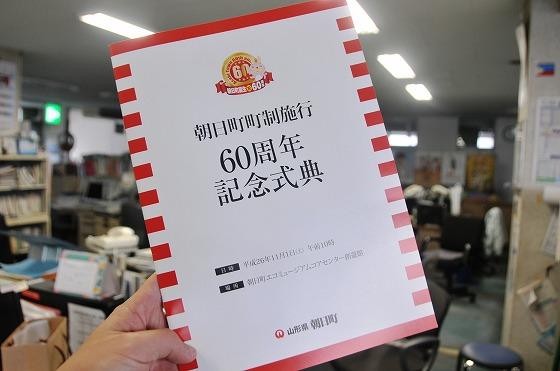 60
朝日町町制施行
60周年
記念式典
日時 平成26年11月1日(土) 午前10時
場所 朝日町エコミュージアムコアセンター創遊館
山形県 朝日町